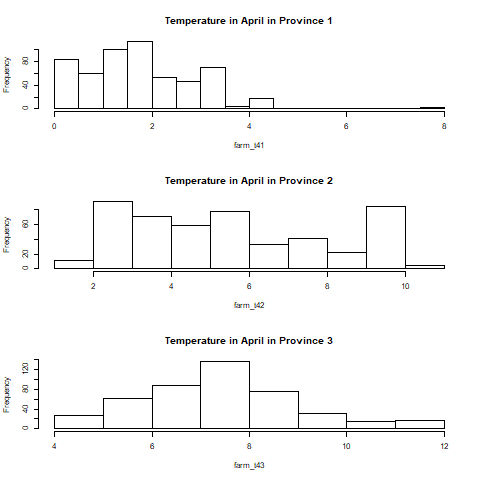 Temperature in April in Province 1
Frequency
80
40
0
0 2 4 6 8
farm_t41
Temperature in April in Province 2
Frequency
60
20
0
2 4 6 8 10
farm_t42
Temperature in April in Province 3
Frequency
120
80
40
0
4 6 8 10 12
farm_t43